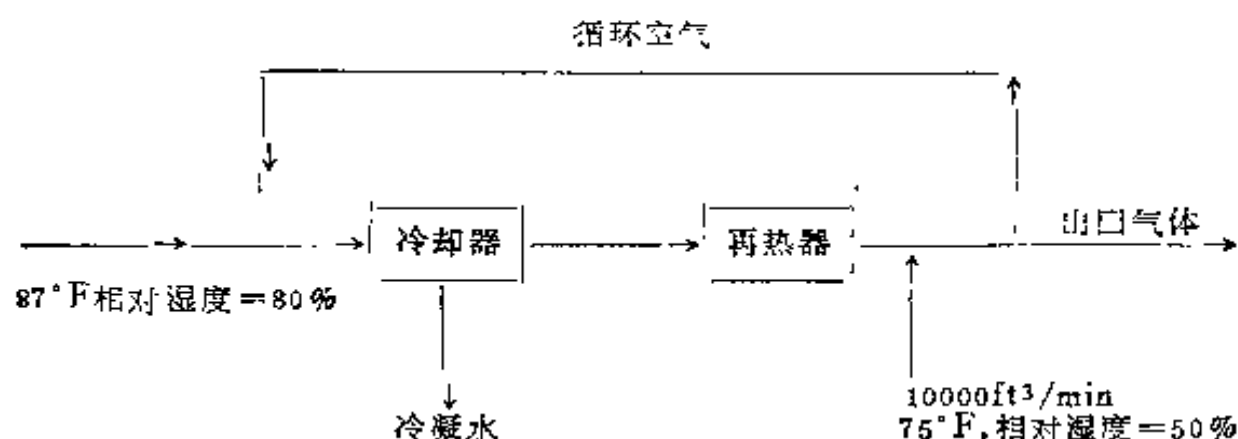 循环空气
冷却器
再热器
出口气体
87°F相对湿度=80%
冷凝水
10000ft³/min
75°F,相对湿度=50%